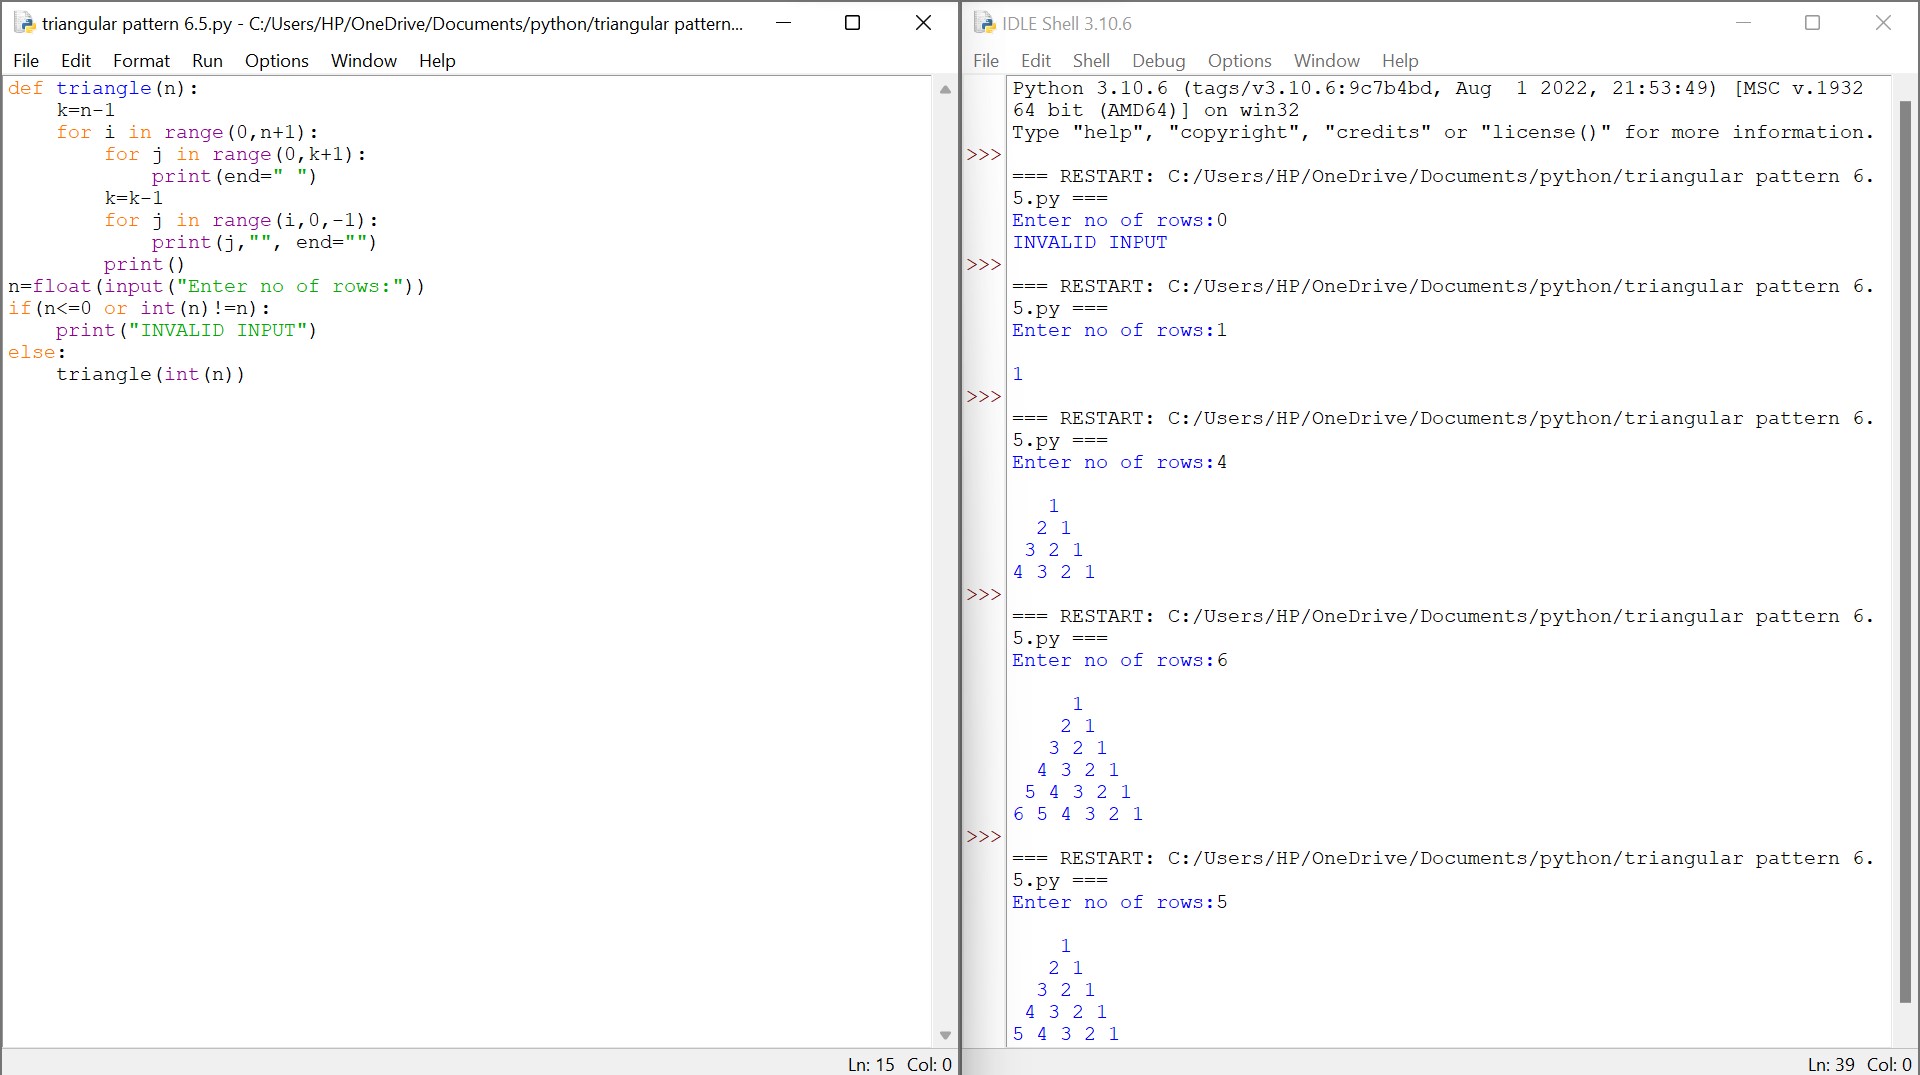 triangular pattern 6.5.py - C:/Users/HP/OneDrive/Documents/python/triangular pattern...
File Edit Format Run Options Window Help
def triangle(n):
    k=n-1
    for i in range(0,n+1):
        for j in range(0,k+1):
            print(end=" ")
        k=k-1
        for j in range(i,0,-1):
            print(j,"", end="")
        print()
n=float(input("Enter no of rows:"))
if(n<=0 or int(n)!=n):
    print("INVALID INPUT")
else:
    triangle(int(n))
Ln: 15 Col: 0
IDLE Shell 3.10.6
File Edit Shell Debug Options Window Help
Python 3.10.6 (tags/v3.10.6:9c7b4bd, Aug  1 2022, 21:53:49) [MSC v.1932
64 bit (AMD64)] on win32
Type "help", "copyright", "credits" or "license()" for more information.
>>>
=== RESTART: C:/Users/HP/OneDrive/Documents/python/triangular pattern 6.
5.py ===
Enter no of rows:0
INVALID INPUT
>>>
=== RESTART: C:/Users/HP/OneDrive/Documents/python/triangular pattern 6.
5.py ===
Enter no of rows:1
1
>>>
=== RESTART: C:/Users/HP/OneDrive/Documents/python/triangular pattern 6.
5.py ===
Enter no of rows:4
   1
  2 1
 3 2 1
4 3 2 1
>>>
=== RESTART: C:/Users/HP/OneDrive/Documents/python/triangular pattern 6.
5.py ===
Enter no of rows:6
     1
    2 1
   3 2 1
  4 3 2 1
 5 4 3 2 1
6 5 4 3 2 1
>>>
=== RESTART: C:/Users/HP/OneDrive/Documents/python/triangular pattern 6.
5.py ===
Enter no of rows:5
    1
   2 1
  3 2 1
 4 3 2 1
5 4 3 2 1
Ln: 39 Col: 0